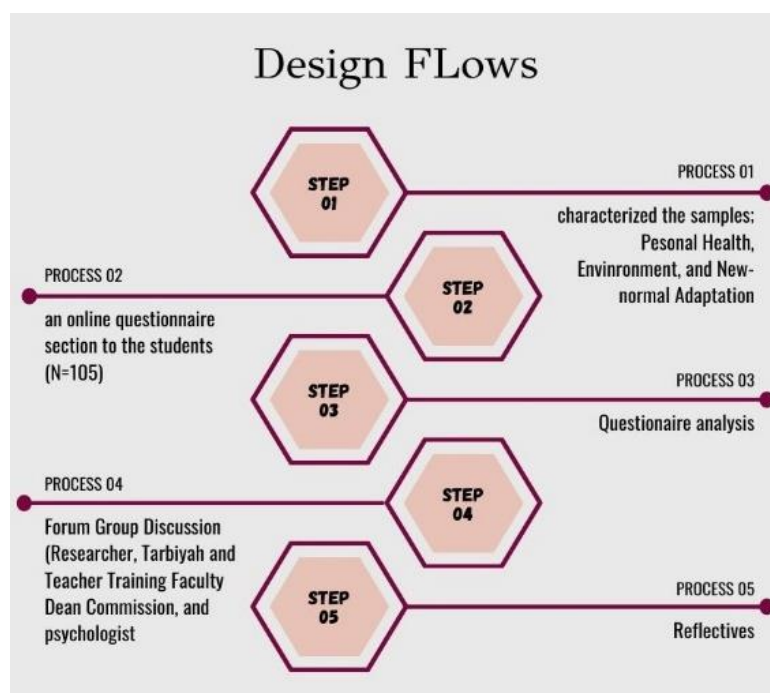 Design FLows
STEP
01
PROCESS 01
characterized the samples;
Pesonal Health,
Envinronment, and New-
normal Adaptation
STEP
02
PROCESS 02
an online questionnaire
section to the students
(N=105)
STEP
03
PROCESS 03
Questionaire analysis
STEP
04
PROCESS 04
Forum Group Discussion
(Researcher, Tarbiyah and
Teacher Training Faculty
Dean Commission, and
psychologist
STEP
05
PROCESS 05
Reflectives